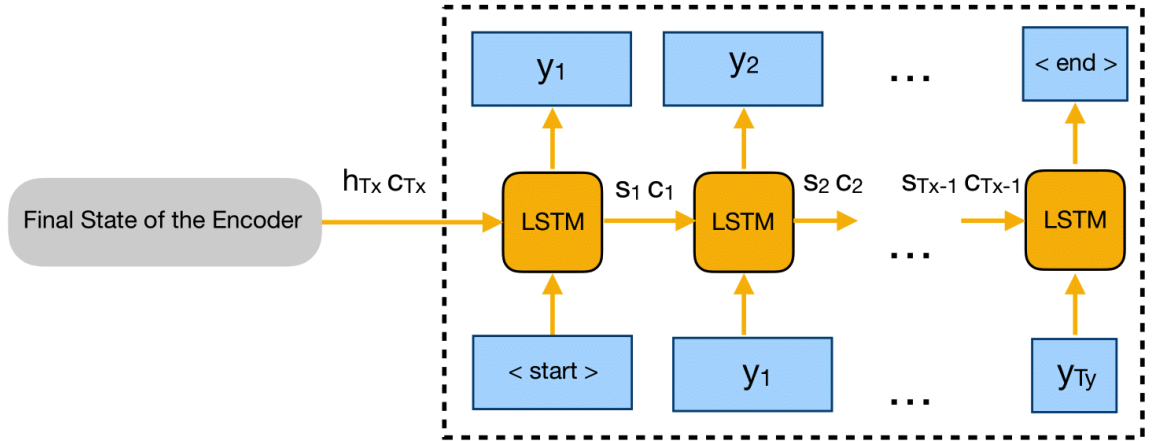 y1
y2
...
< end >
hTx cTx
s1 c1
s2 c2
sTx-1 cTx-1
Final State of the Encoder
LSTM
LSTM
...
LSTM
< start >
y1
...
yTy